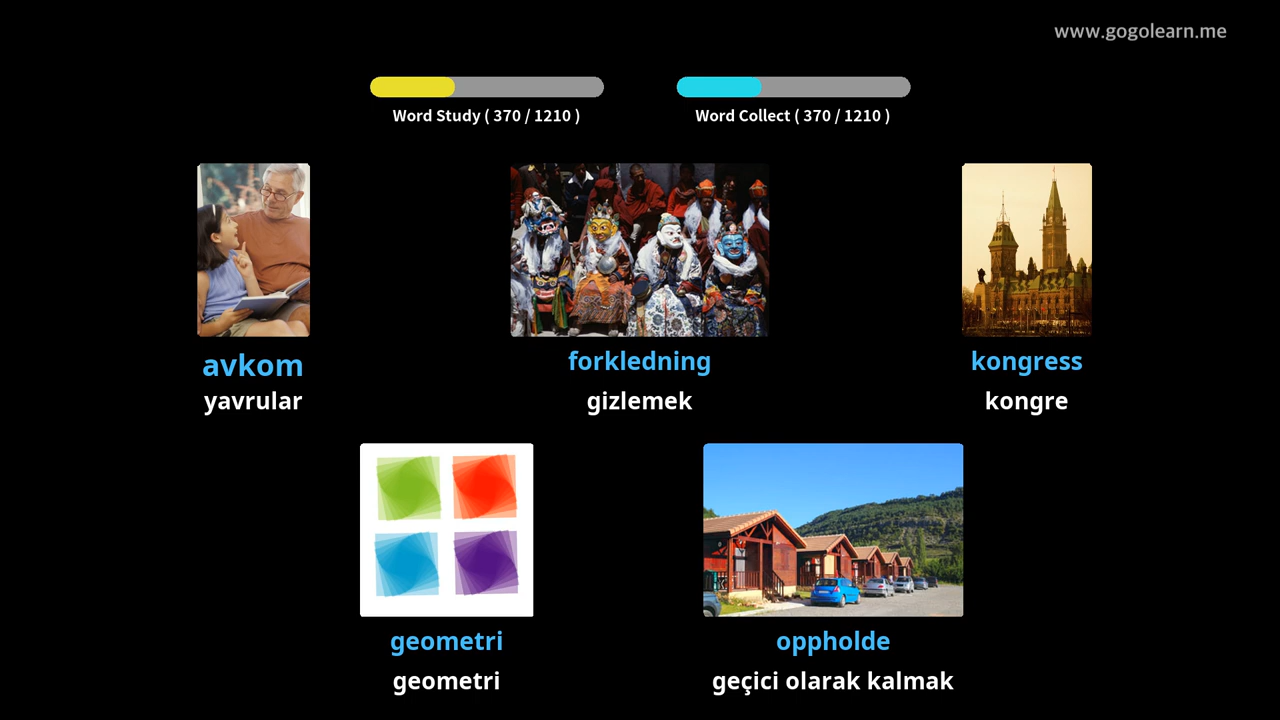 www.gogolearn.me
Word Study ( 370 / 1210 )
Word Collect ( 370 / 1210 )
avkom
yavrular
forkledning
gizlemek
kongress
kongre
geometri
geometri
oppholde
geçici olarak kalmak